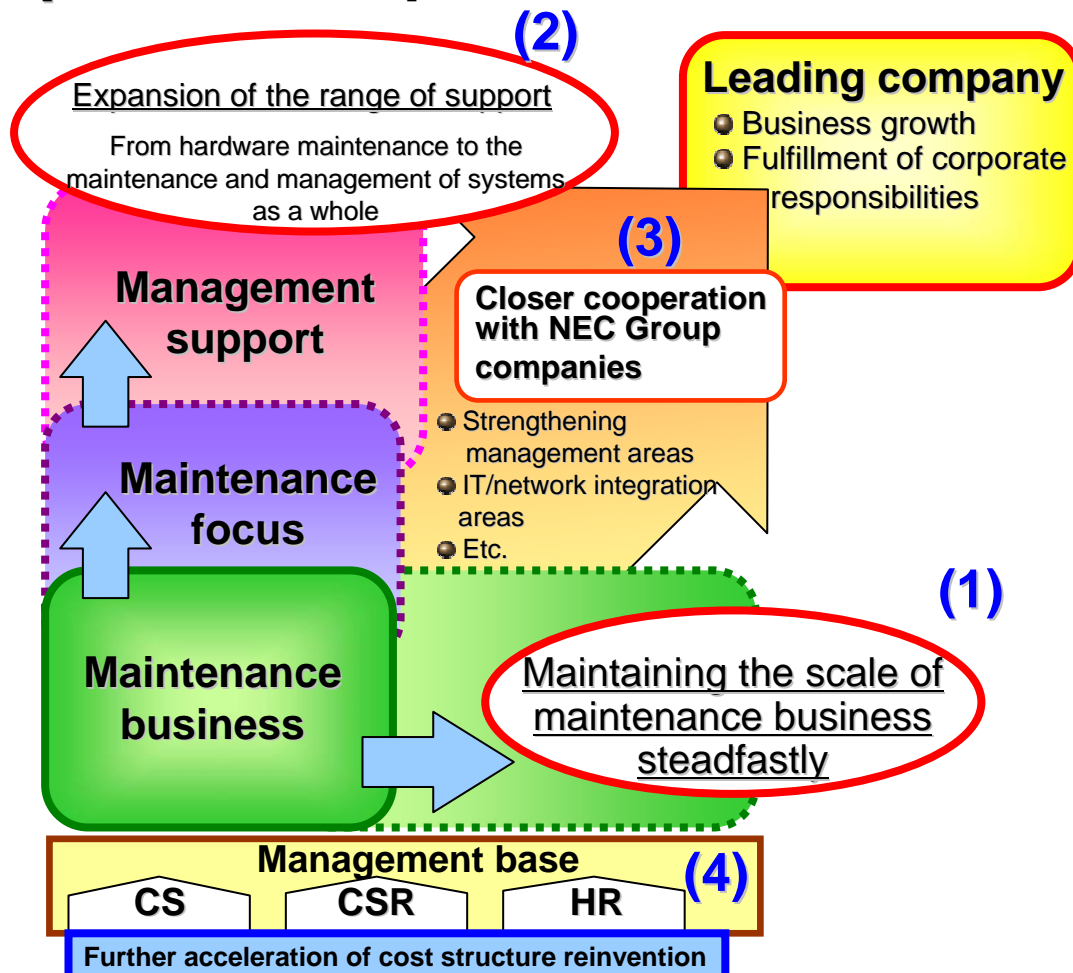 (2)
Expansion of the range of support
From hardware maintenance to the
maintenance and management of systems
as a whole
Leading company
Business growth
Fulfillment of corporate
responsibilities
(3)
Management
support
Closer cooperation
with NEC Group
companies
Strengthening
management areas
IT/network integration
areas
Etc.
Maintenance
focus
(1)
Maintenance
business
Maintaining the scale of
maintenance business
steadfastly
Management base
(4)
CS
CSR
HR
Further acceleration of cost structure reinvention